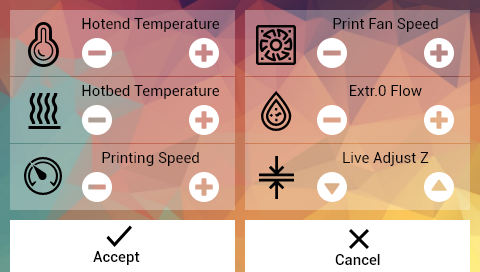 Hotend Temperature
Print Fan Speed
Hotbed Temperature
Extr.0 Flow
Printing Speed
Live Adjust Z
Accept
Cancel